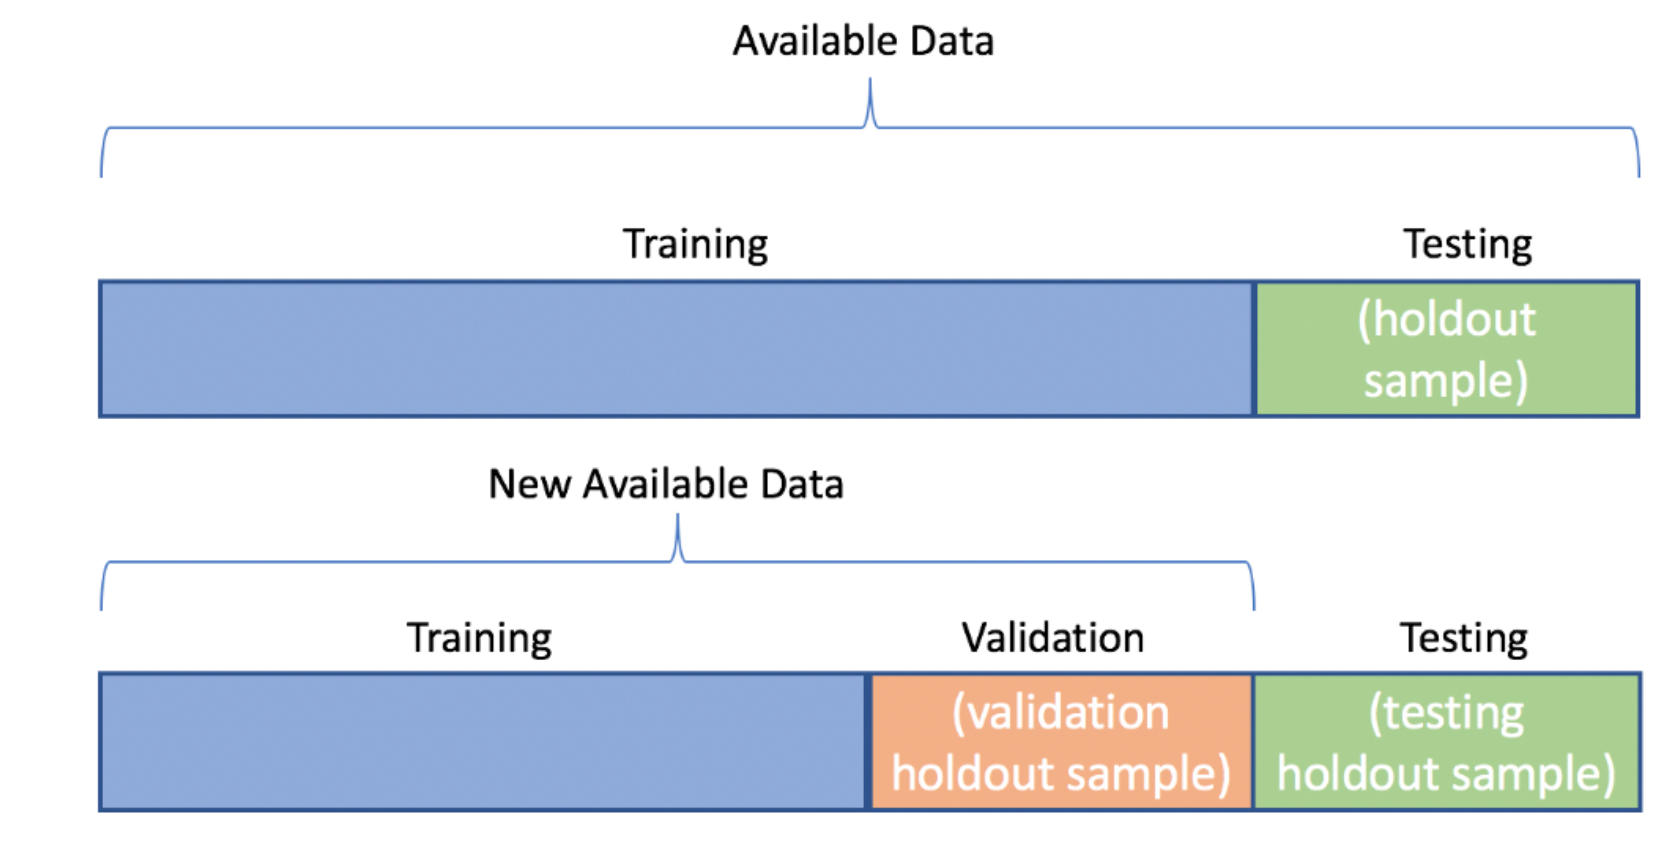 Available Data
Training
Testing
(holdout
sample)
New Available Data
Training
Validation
Testing
(validation
holdout sample)
(testing
holdout sample)